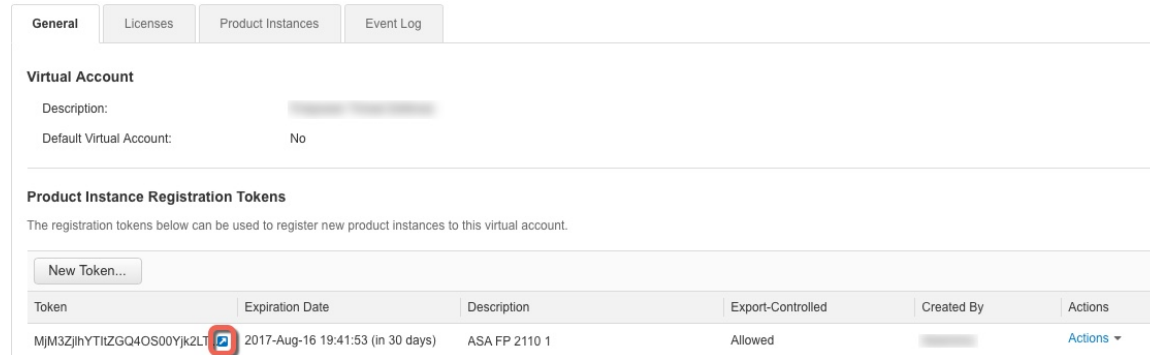 General Licenses Product Instances Event Log
Virtual Account
Description:
Default Virtual Account: No
Product Instance Registration Tokens
The registration tokens below can be used to register new product instances to this virtual account.
New Token...
Token Expiration Date Description Export-Controlled Created By Actions
MjM3ZjlhYTItZGQ4OS00Yjk2LT 2017-Aug-16 19:41:53 (in 30 days) ASA FP 2110 1 Allowed Actions